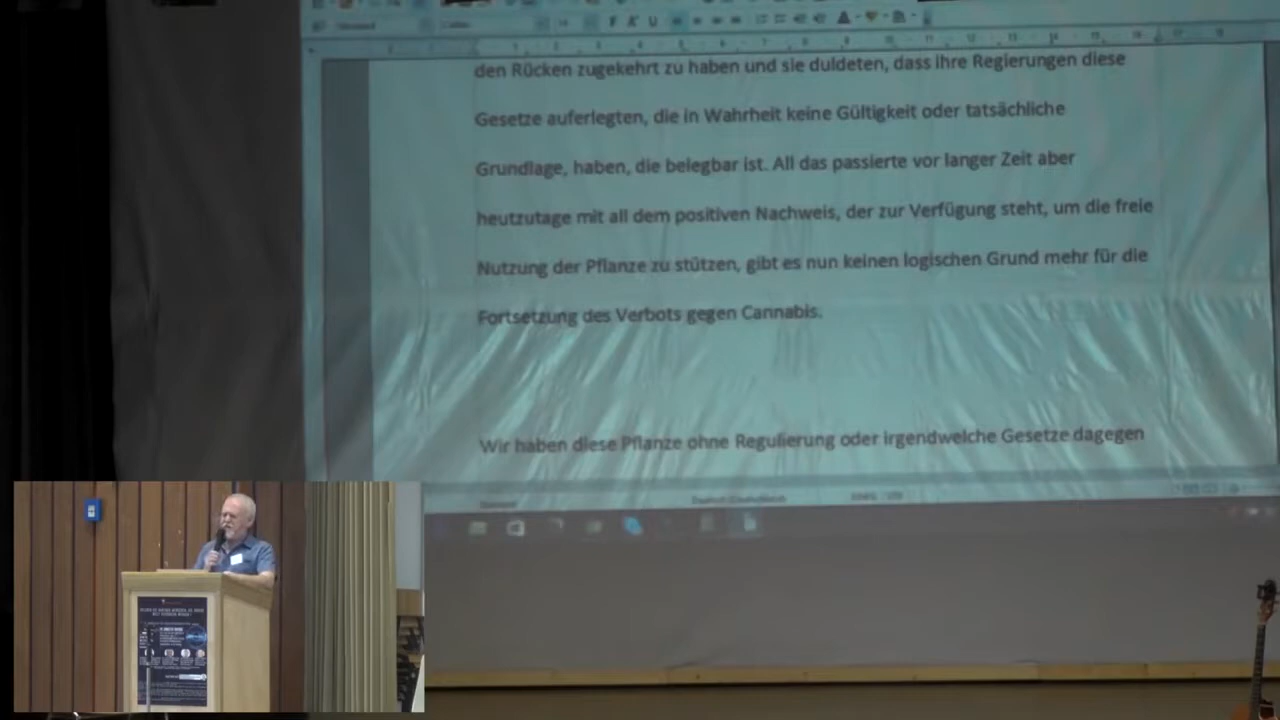 den Rücken zugekehrt zu haben und sie duldeten, dass ihre Regierungen diese
Gesetze auferlegten, die in Wahrheit keine Gültigkeit oder tatsächliche
Grundlage, haben, die belegbar ist. All das passierte vor langer Zeit aber
heutzutage mit all dem positiven Nachweis, der zur Verfügung steht, um die freie
Nutzung der Pflanze zu stützen, gibt es nun keinen logischen Grund mehr für die
Fortsetzung des Verbots gegen Cannabis.
Wir haben diese Pflanze ohne Regulierung oder irgendwelche Gesetze dagegen